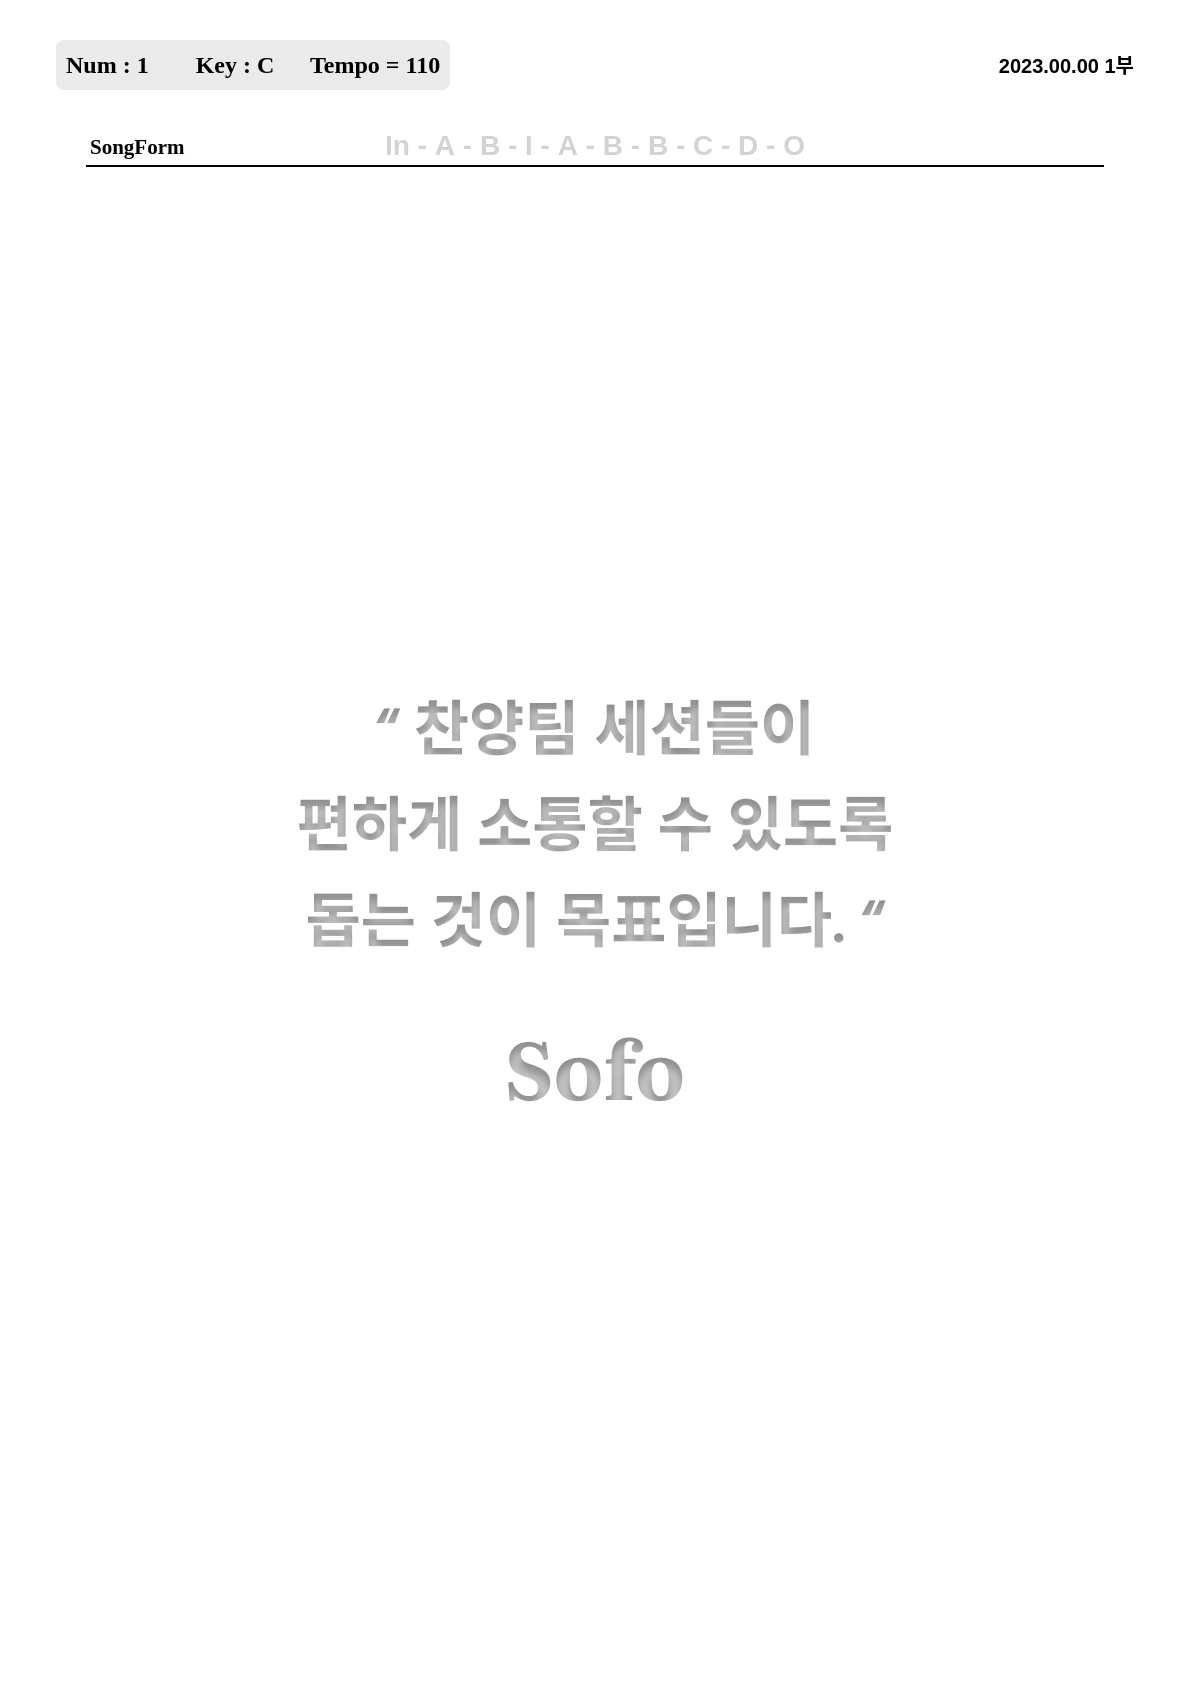 Num : 1 Key : C Tempo = 110
2023.00.00 1부
SongForm
In - A - B - I - A - B - B - C - D - O
“ 찬양팀 세션들이
편하게 소통할 수 있도록
돕는 것이 목표입니다. “
Sofo